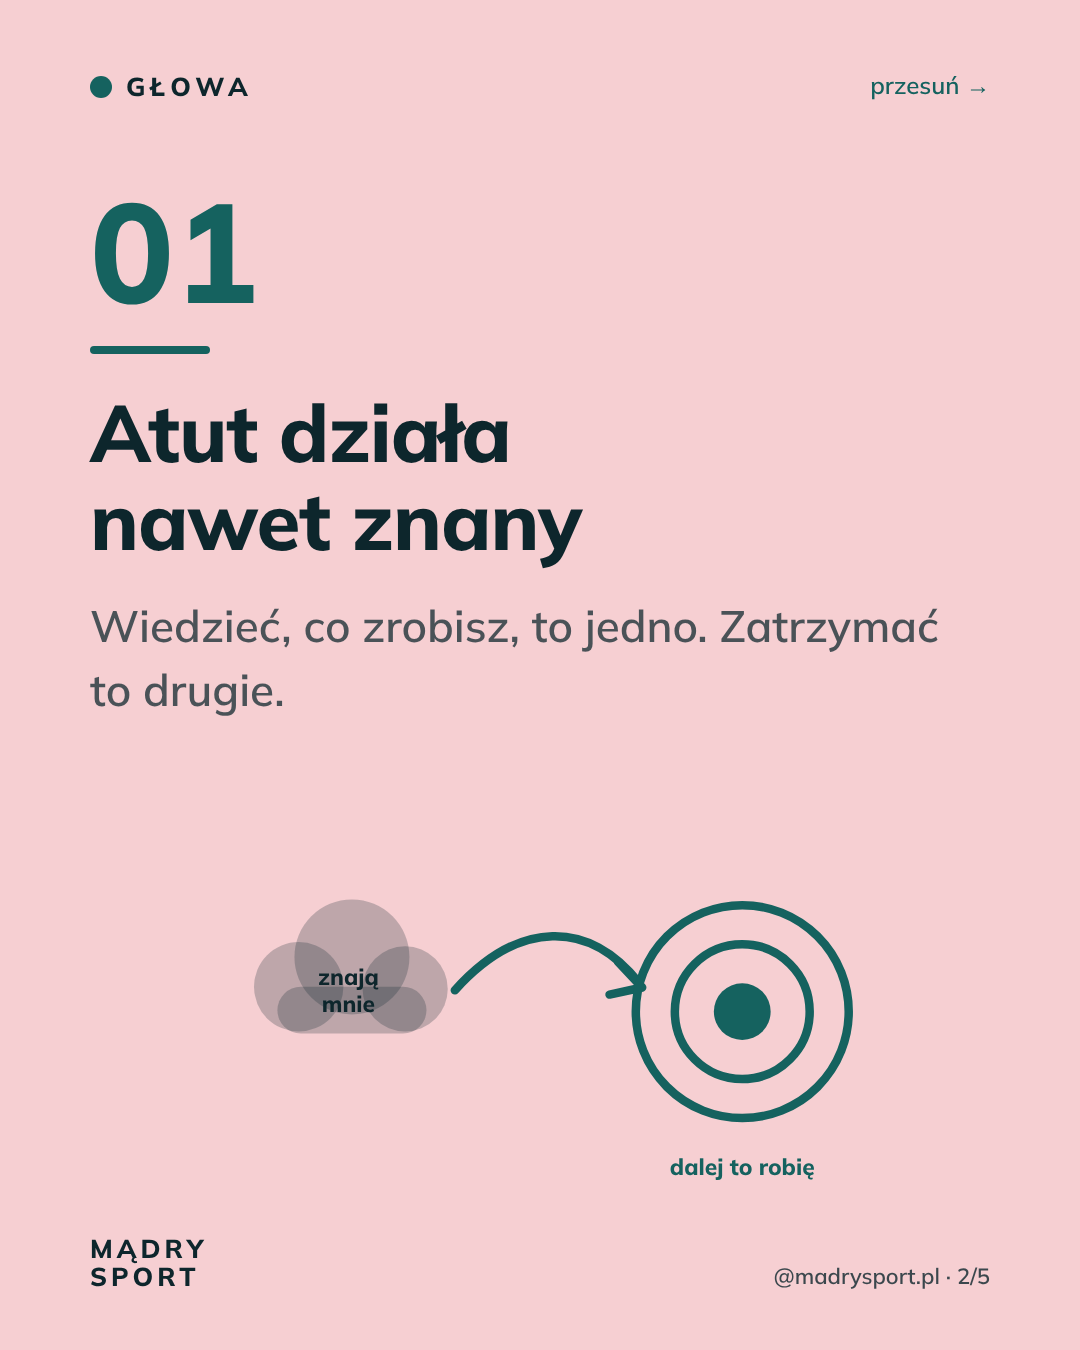 GŁOWA
przesuń →
01
Atut działa
nawet znany
Wiedzieć, co zrobisz, to jedno. Zatrzymać
to drugie.
znają
mnie
dalej to robię
MĄDRY
SPORT
@madrysport.pl · 2/5